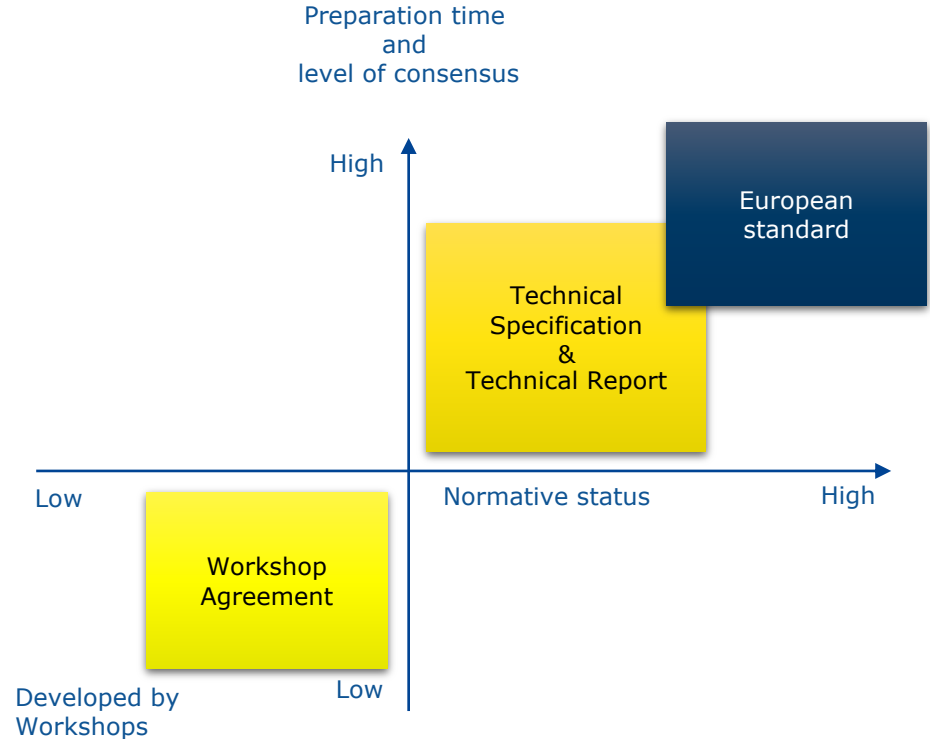 Preparation time
and
level of consensus
High
European
standard
Technical
Specification
&
Technical Report
Low
Normative status
High
Workshop
Agreement
Low
Developed by
Workshops